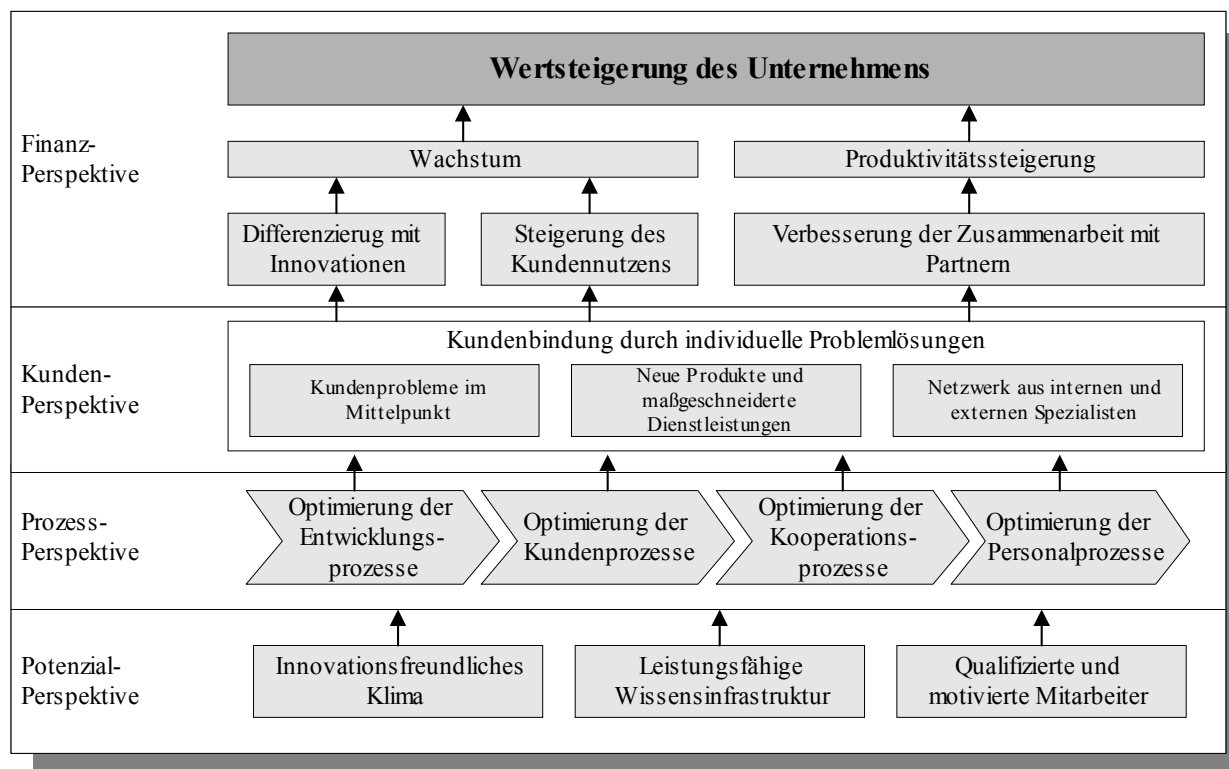 Wertsteigerung des Unternehmens
Finanz-
Perspektive
Wachstum
Produktivitätssteigerung
Differenzierug mit
Innovationen
Steigerung des
Kundennutzens
Verbesserung der Zusammenarbeit mit
Partnern
Kunden-
Perspektive
Kundenbindung durch individuelle Problemlösungen
Kundenprobleme im
Mittelpunkt
Neue Produkte und
maßgeschneiderte
Dienstleistungen
Netzwerk aus internen und
externen Spezialisten
Prozess-
Perspektive
Optimierung der
Entwicklungs-
prozesse
Optimierung der
Kundenprozesse
Optimierung der
Kooperations-
prozesse
Optimierung der
Personalprozesse
Potenzial-
Perspektive
Innovationsfreundliches
Klima
Leistungsfähige
Wissensinfrastruktur
Qualifizierte und
motivierte Mitarbeiter